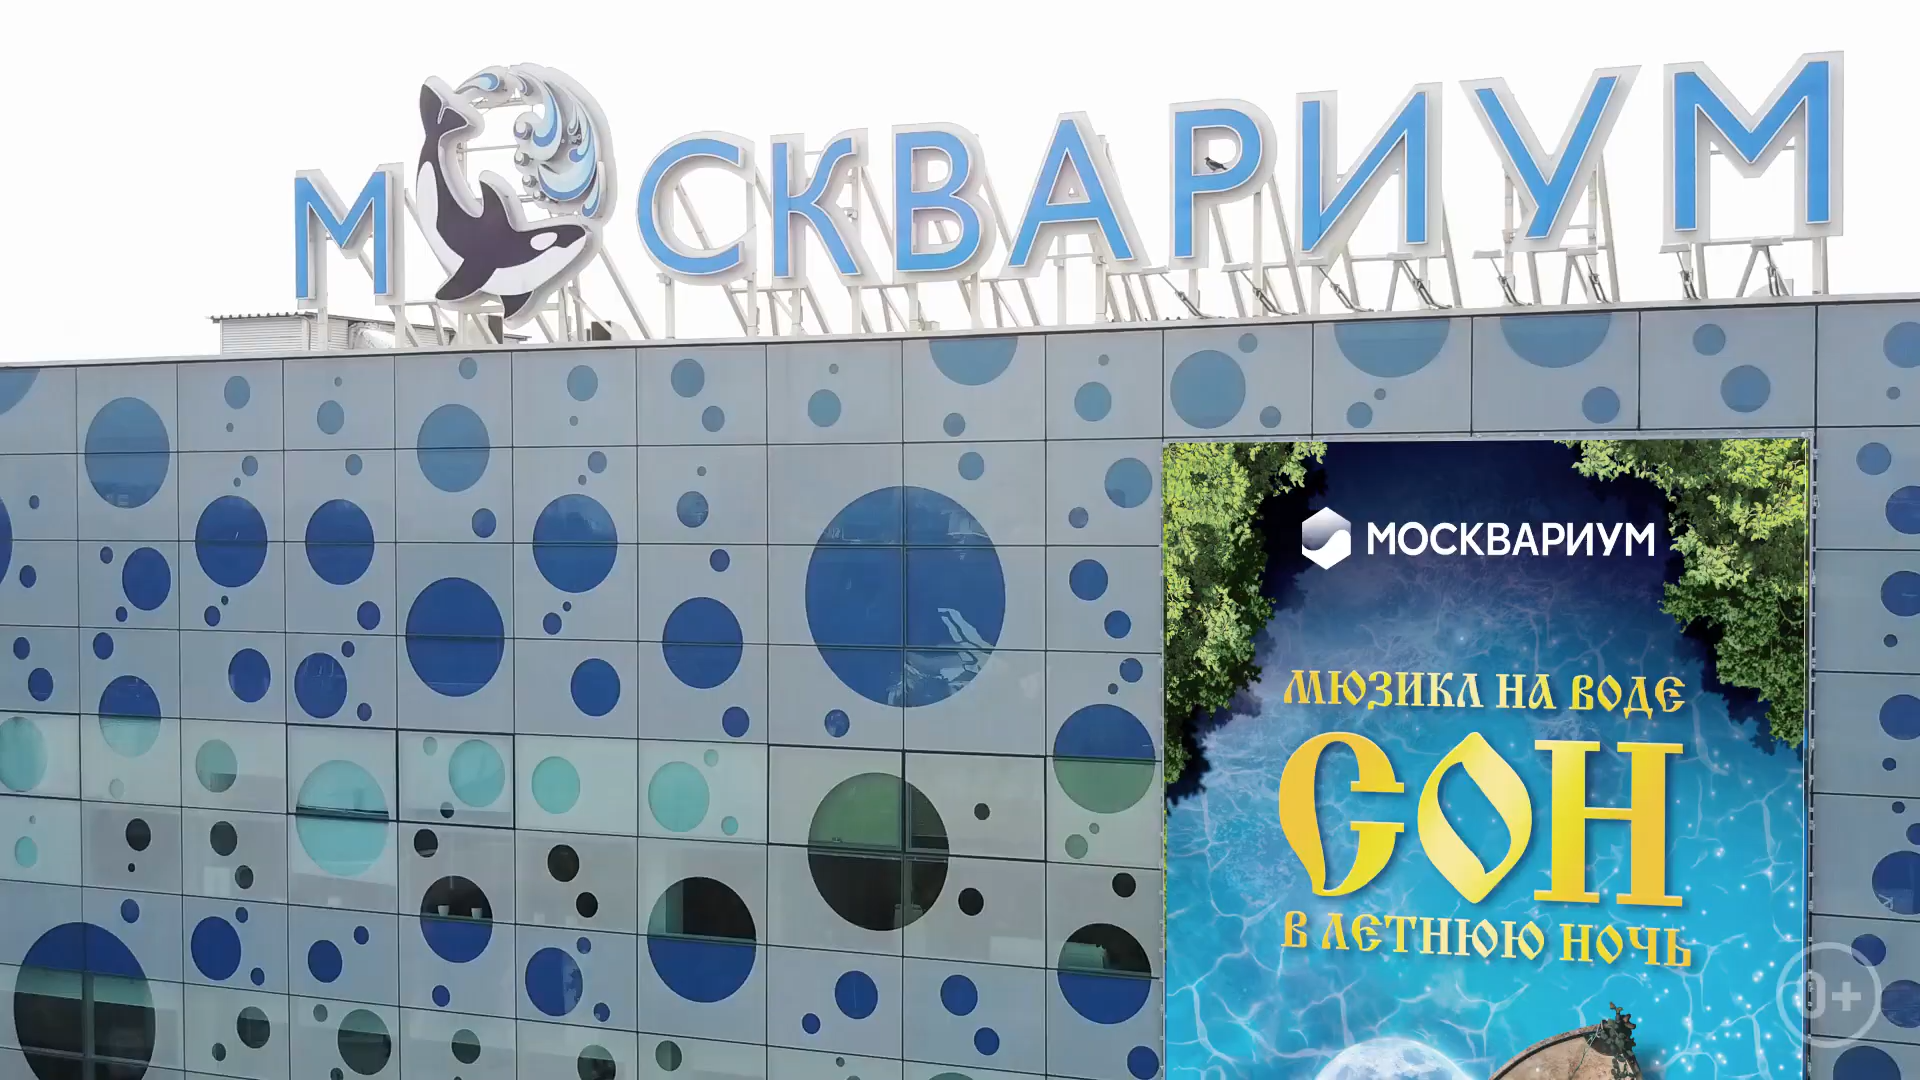 МОСКВАРИУМ
МОСКВАРИУМ
МЮЗИКЛ НА ВОДЕ
СОН
В ЛЕТНЮЮ НОЧЬ
0+